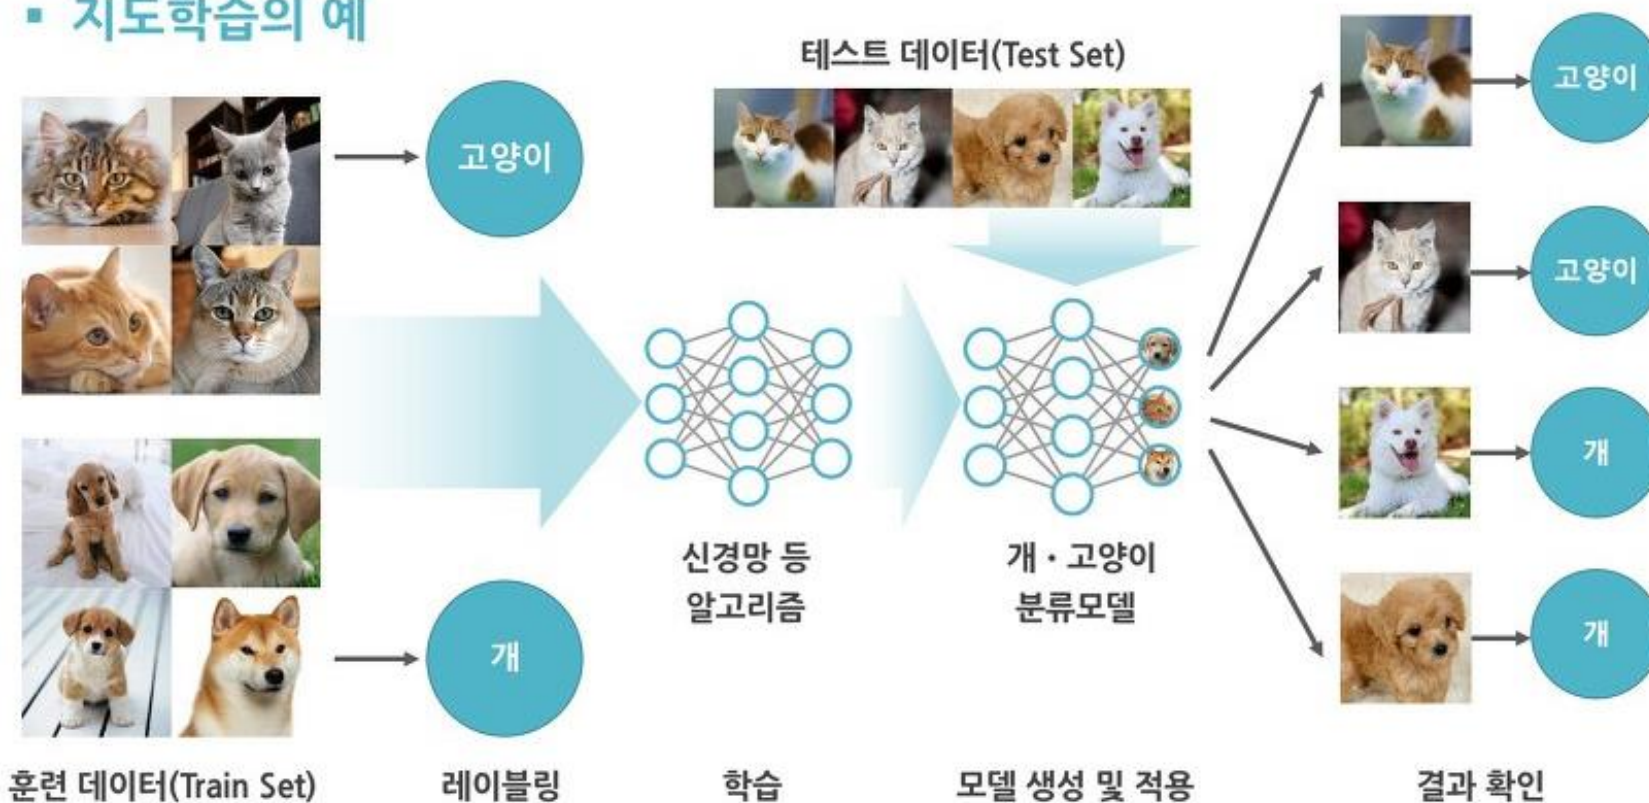 ▪ 지도학습의 예
테스트 데이터(Test Set)
고양이
고양이
고양이
개
개
개
신경망 등
알고리즘
개 · 고양이
분류모델
훈련 데이터(Train Set)
레이블링
학습
모델 생성 및 적용
결과 확인